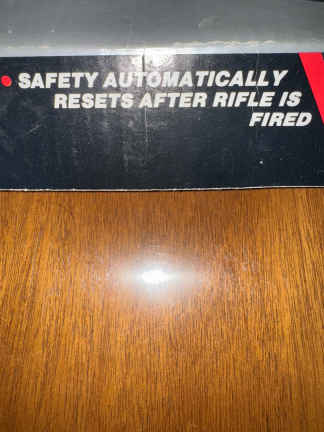 SAFETY AUTOMATICALLY
RESETS AFTER RIFLE IS
FIRED